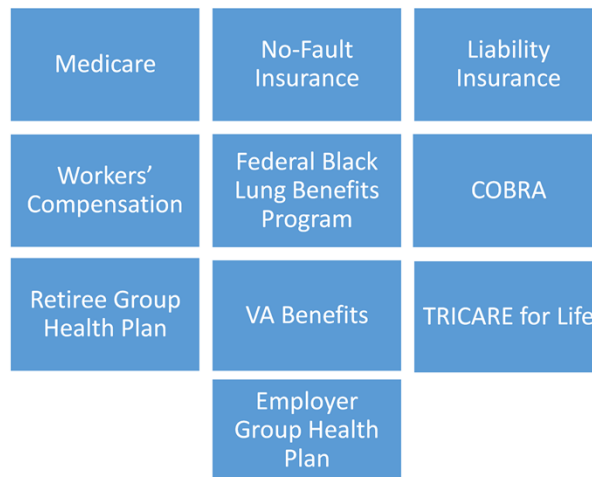 Medicare
No-Fault
Insurance
Liability
Insurance
Workers’
Compensation
Federal Black
Lung Benefits
Program
COBRA
Retiree Group
Health Plan
VA Benefits
TRICARE for Life
Employer
Group Health
Plan